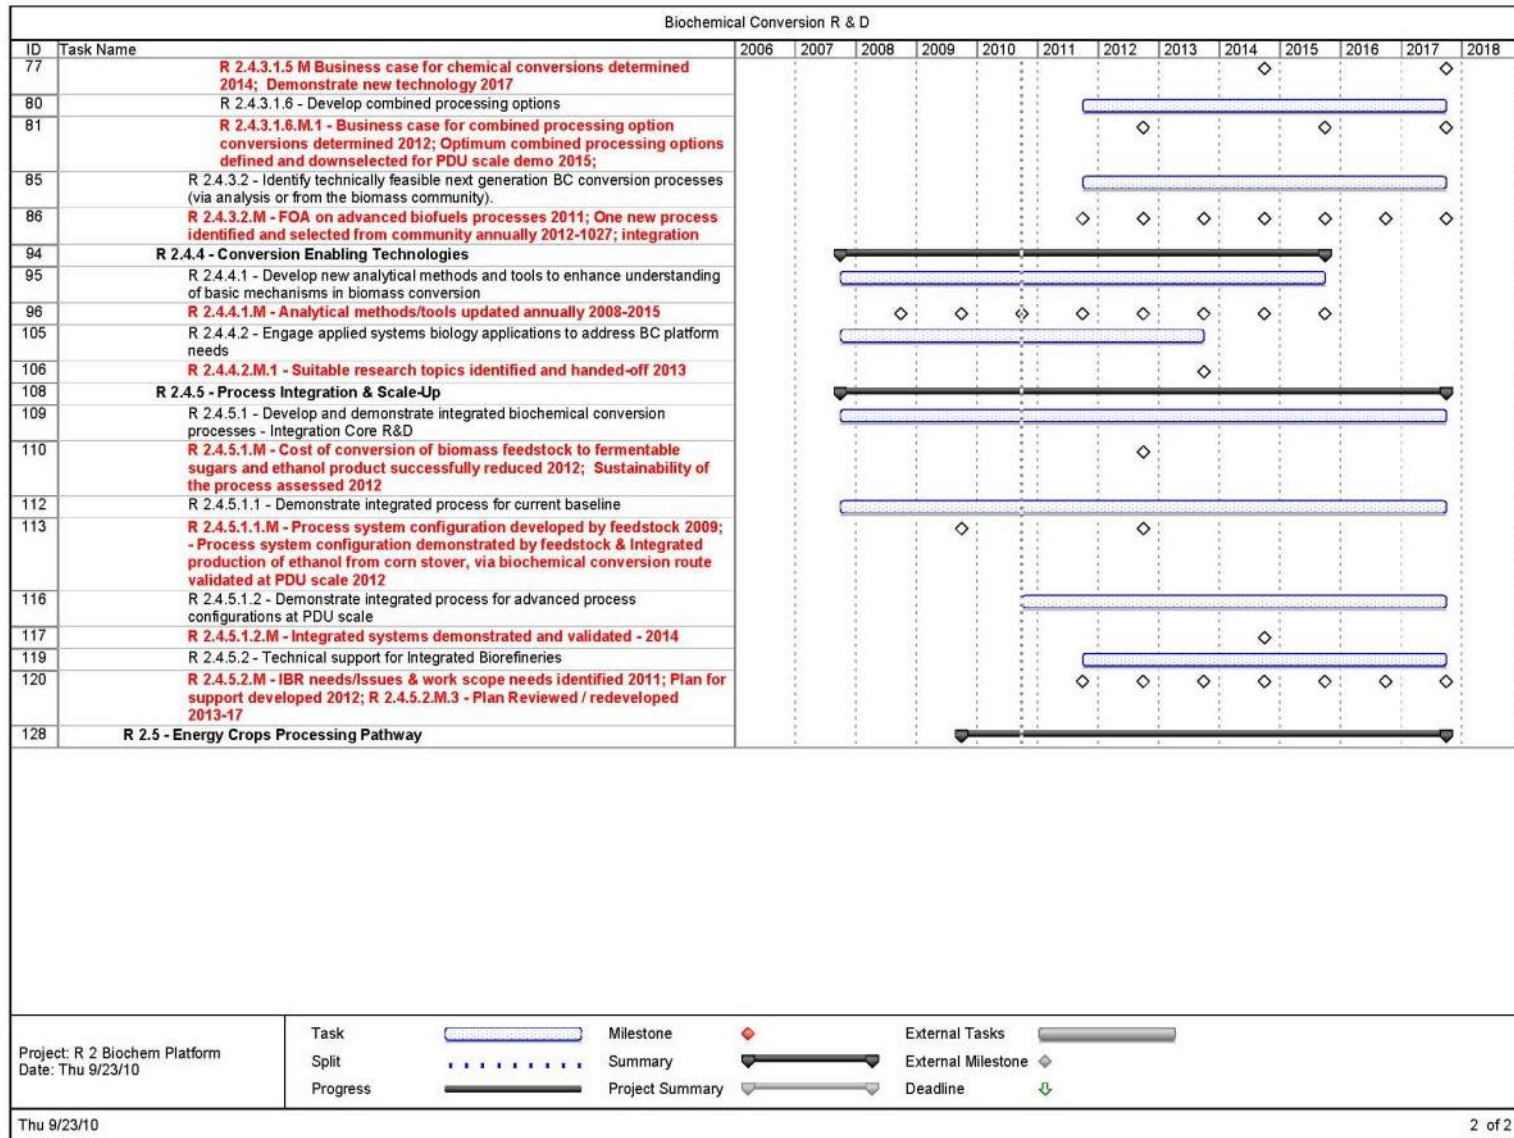 Biochemical Conversion R & D
ID Task Name 2006 2007 2008 2009 2010 2011 2012 2013 2014 2015 2016 2017 2018
77 R 2.4.3.1.5 M Business case for chemical conversions determined
2014; Demonstrate new technology 2017
80 R 2.4.3.1.6 - Develop combined processing options
81 R 2.4.3.1.6.M.1 - Business case for combined processing option
conversions determined 2012; Optimum combined processing options
defined and downselected for PDU scale demo 2015;
85 R 2.4.3.2 - Identify technically feasible next generation BC conversion processes
(via analysis or from the biomass community).
86 R 2.4.3.2.M - FOA on advanced biofuels processes 2011; One new process
identified and selected from community annually 2012-1027; integration
94 R 2.4.4 - Conversion Enabling Technologies
95 R 2.4.4.1 - Develop new analytical methods and tools to enhance understanding
of basic mechanisms in biomass conversion
96 R 2.4.4.1.M - Analytical methods/tools updated annually 2008-2015
105 R 2.4.4.2 - Engage applied systems biology applications to address BC platform
needs
106 R 2.4.4.2.M.1 - Suitable research topics identified and handed-off 2013
108 R 2.4.5 - Process Integration & Scale-Up
109 R 2.4.5.1 - Develop and demonstrate integrated biochemical conversion
processes - Integration Core R&D
110 R 2.4.5.1.M - Cost of conversion of biomass feedstock to fermentable
sugars and ethanol product successfully reduced 2012; Sustainability of
the process assessed 2012
112 R 2.4.5.1.1 - Demonstrate integrated process for current baseline
113 R 2.4.5.1.1.M - Process system configuration developed by feedstock 2009;
- Process system configuration demonstrated by feedstock & Integrated
production of ethanol from corn stover, via biochemical conversion route
validated at PDU scale 2012
116 R 2.4.5.1.2 - Demonstrate integrated process for advanced process
configurations at PDU scale
117 R 2.4.5.1.2.M - Integrated systems demonstrated and validated - 2014
119 R 2.4.5.2 - Technical support for Integrated Biorefineries
120 R 2.4.5.2.M - IBR needs/Issues & work scope needs identified 2011; Plan for
support developed 2012; R 2.4.5.2.M.3 - Plan Reviewed / redeveloped
2013-17
128 R 2.5 - Energy Crops Processing Pathway
Project: R 2 Biochem Platform
Date: Thu 9/23/10
Task Milestone External Tasks
Split Summary External Milestone
Progress Project Summary Deadline
Thu 9/23/10 2 of 2